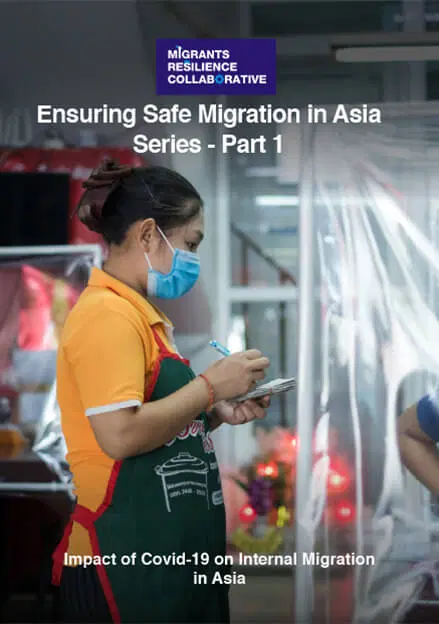 MIGRANTS
RESILIENCE
COLLABORATIVE
Ensuring Safe Migration in Asia
Series - Part 1
Impact of Covid-19 on Internal Migration
in Asia